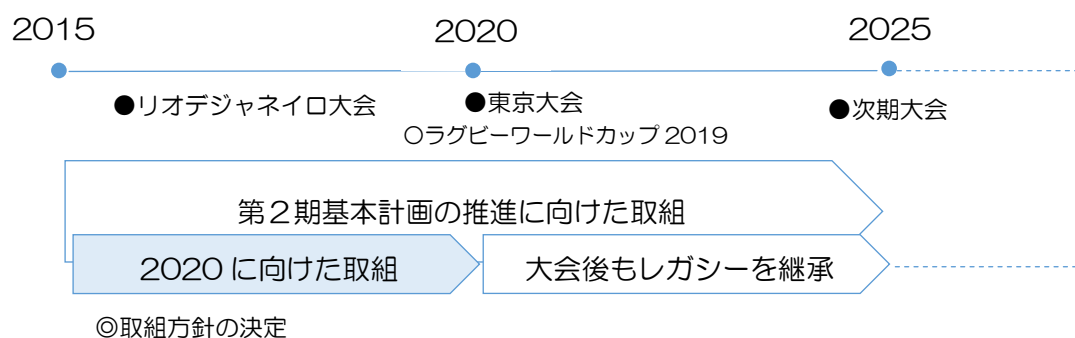 2015
2020
2025
●リオデジャネイロ大会
●東京大会
●次期大会
○ラグビーワールドカップ 2019
第2期基本計画の推進に向けた取組
2020 に向けた取組
大会後もレガシーを継承
◎取組方針の決定